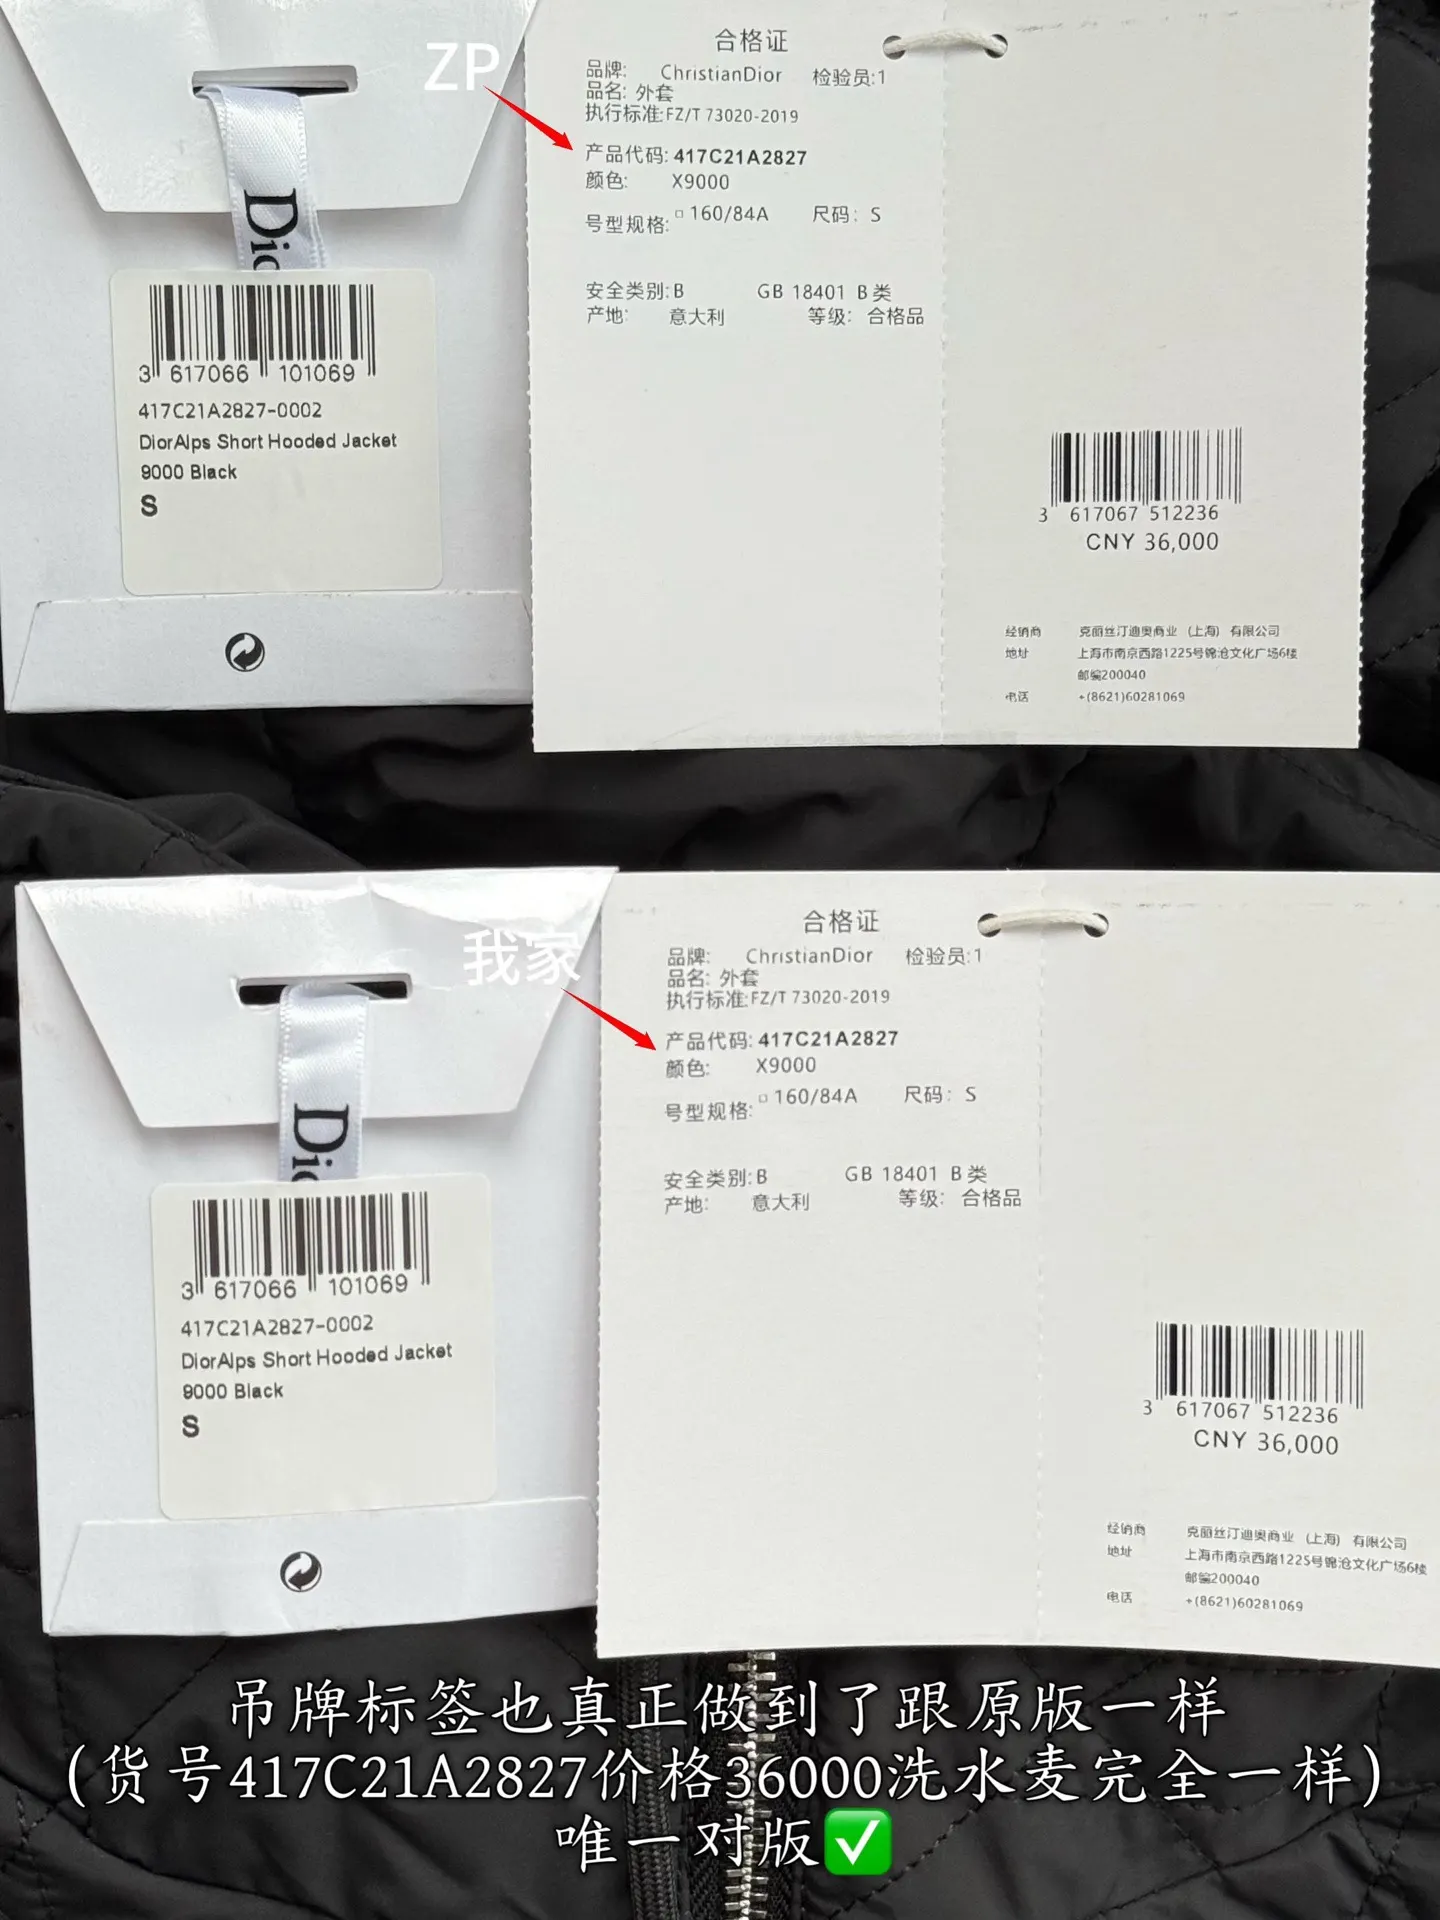 ZP
Dio
3 617066 101069
417C21A2827-0002
DiorAlps Short Hooded Jacket
9000 Black
S
合格证
品牌: ChristianDior 检验员:1
品名: 外套
执行标准:FZ/T 73020-2019
产品代码: 417C21A2827
颜色: X9000
号型规格: □160/84A 尺码: S
安全类别: B GB 18401 B类
产地: 意大利 等级: 合格品
3 617067 512236
CNY 36,000
经销商 克丽丝汀迪奥商业 (上海) 有限公司
地址 上海市南京西路1225号锦沧文化广场6楼
邮编200040
电话 +(8621)60281069
我家
Dio
3 617066 101069
417C21A2827-0002
DiorAlps Short Hooded Jacket
9000 Black
S
合格证
品牌: ChristianDior 检验员:1
品名: 外套
执行标准:FZ/T 73020-2019
产品代码: 417C21A2827
颜色: X9000
号型规格: □160/84A 尺码: S
安全类别: B GB 18401 B类
产地: 意大利 等级: 合格品
3 617067 512236
CNY 36,000
经销商 克丽丝汀迪奥商业 (上海) 有限公司
地址 上海市南京西路1225号锦沧文化广场6楼
邮编200040
电话 +(8621)60281069
吊牌标签也真正做到了跟原版一样
(货号417C21A2827价格36000洗水麦完全一样)
唯一对版✅